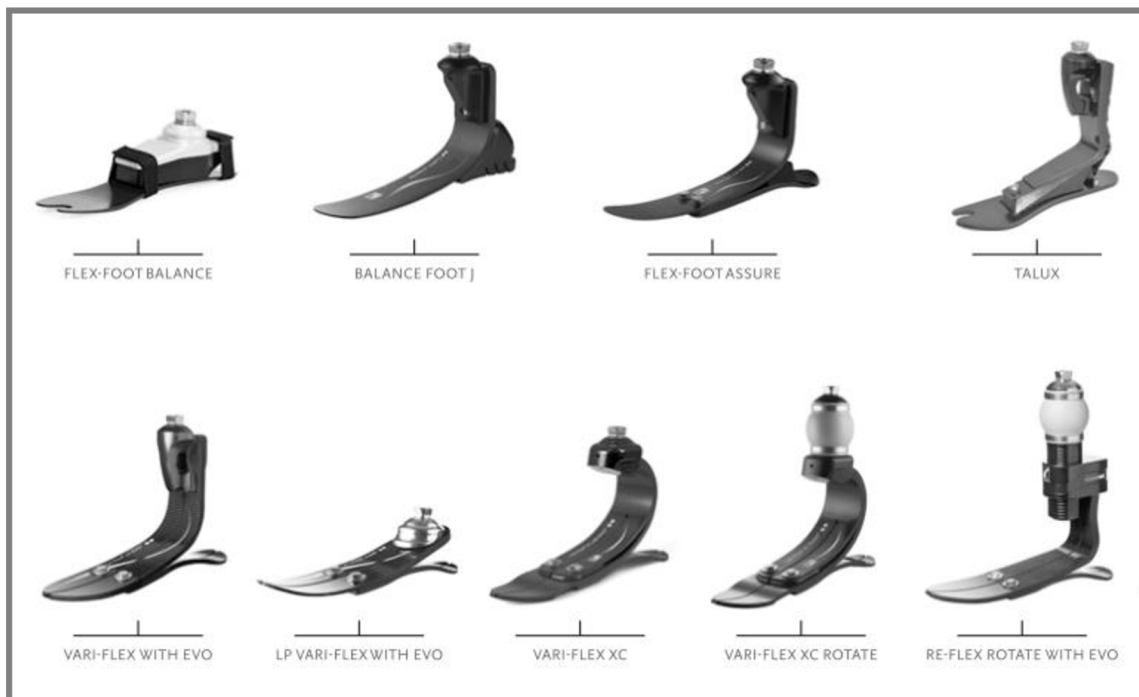 FLEX-FOOT BALANCE
BALANCE FOOT J
FLEX-FOOT ASSURE
TALUX
VARI-FLEX WITH EVO
LP VARI-FLEX WITH EVO
VARI-FLEX XC
VARI-FLEX XC ROTATE
RE-FLEX ROTATE WITH EVO